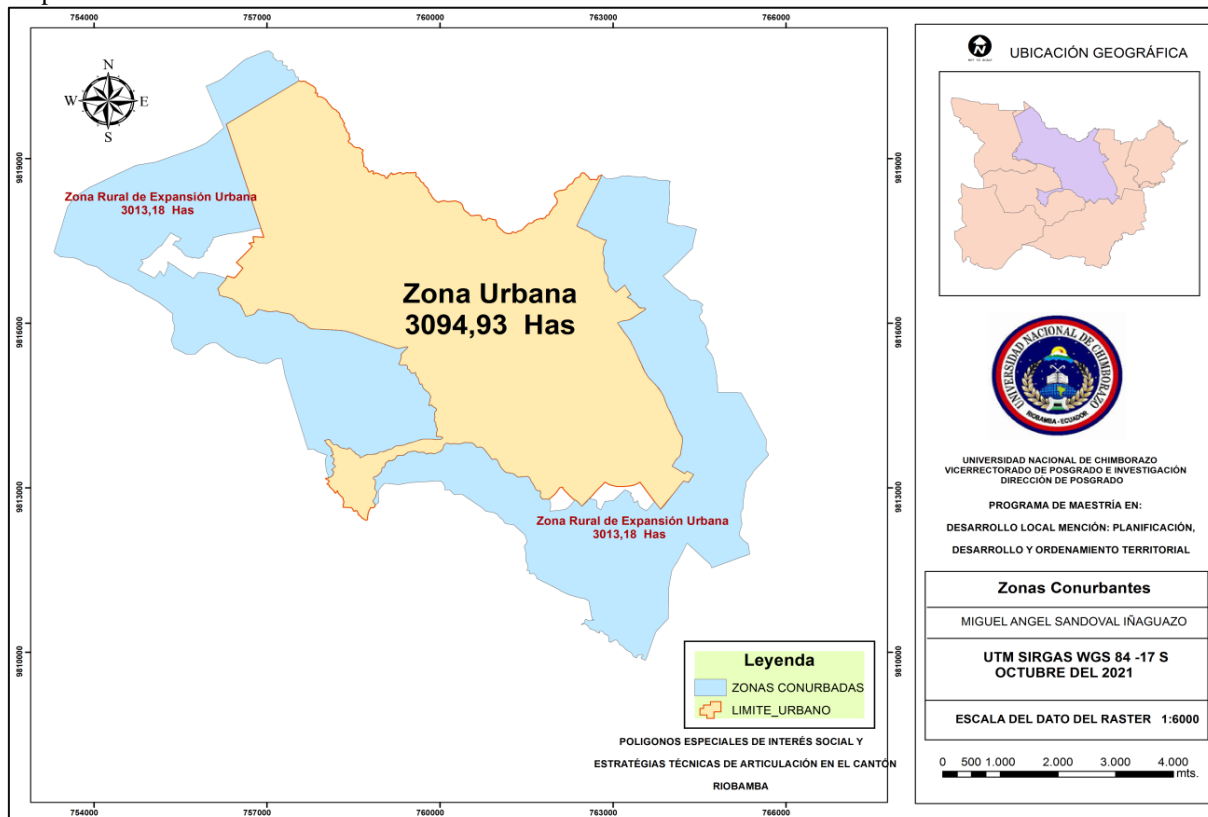 754000 757000 760000 763000 766000
N
W E
S
9819000 9819000
Zona Rural de Expansión Urbana
3013,18 Has
Zona Urbana
3094,93 Has
9816000 9816000
9813000 9813000
Zona Rural de Expansión Urbana
3013,18 Has
9810000 9810000
Leyenda
ZONAS CONURBADAS
LIMITE_URBANO
POLIGONOS ESPECIALES DE INTERÉS SOCIAL Y
ESTRATÉGIAS TÉCNICAS DE ARTICULACIÓN EN EL CANTÓN
RIOBAMBA
754000 757000 760000 763000 766000
N
UBICACIÓN GEOGRÁFICA
UNIVERSIDAD NACIONAL DE CHIMBORAZO
RIOBAMBA - ECUADOR
UNIVERSIDAD NACIONAL DE CHIMBORAZO
VICERRECTORADO DE POSGRADO E INVESTIGACIÓN
DIRECCIÓN DE POSGRADO
PROGRAMA DE MAESTRÍA EN:
DESARROLLO LOCAL MENCIÓN: PLANIFICACIÓN,
DESARROLLO Y ORDENAMIENTO TERRITORIAL
Zonas Conurbantes
MIGUEL ANGEL SANDOVAL IÑAGUAZO
UTM SIRGAS WGS 84 -17 S
OCTUBRE DEL 2021
ESCALA DEL DATO DEL RASTER 1:6000
0 500 1.000 2.000 3.000 4.000
mts.